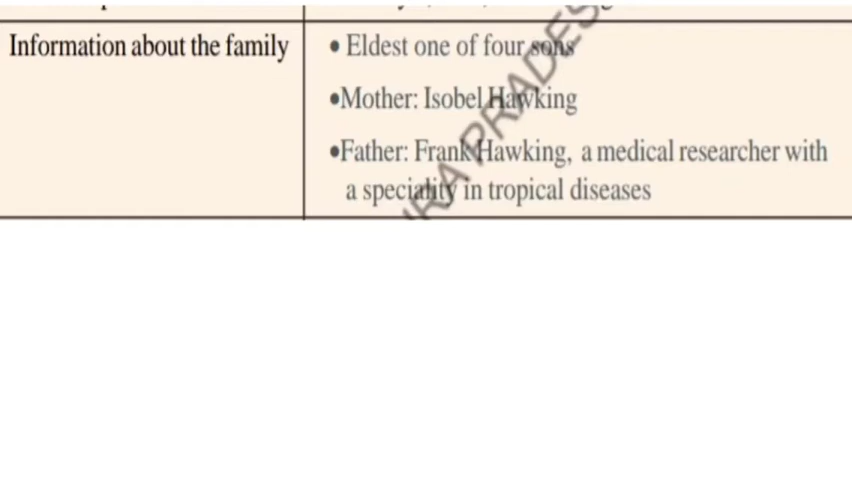 Information about the family
• Eldest one of four sons
•Mother: Isobel Hawking
•Father: Frank Hawking, a medical researcher with
a speciality in tropical diseases